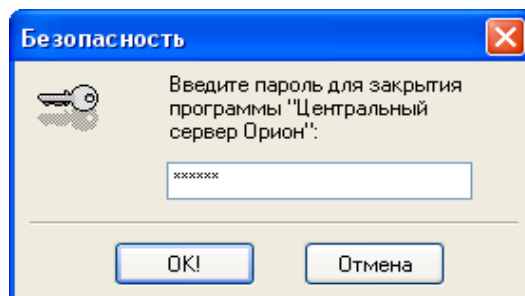 Безопасность
Введите пароль для закрытия
программы "Центральный
сервер Орион":
******
OK!
Отмена